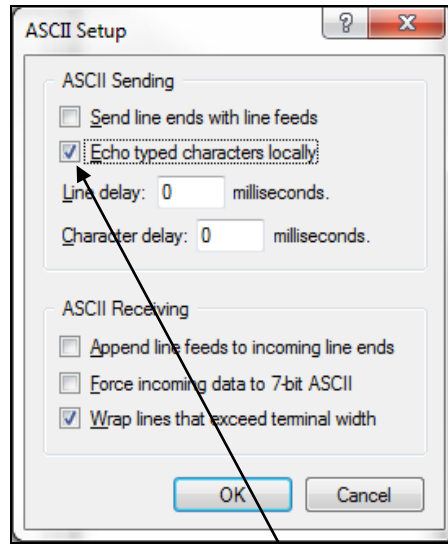 ASCII Setup
ASCII Sending
Send line ends with line feeds
Echo typed characters locally
Line delay: 0 milliseconds.
Character delay: 0 milliseconds.
ASCII Receiving
Append line feeds to incoming line ends
Force incoming data to 7-bit ASCII
Wrap lines that exceed terminal width
OK Cancel